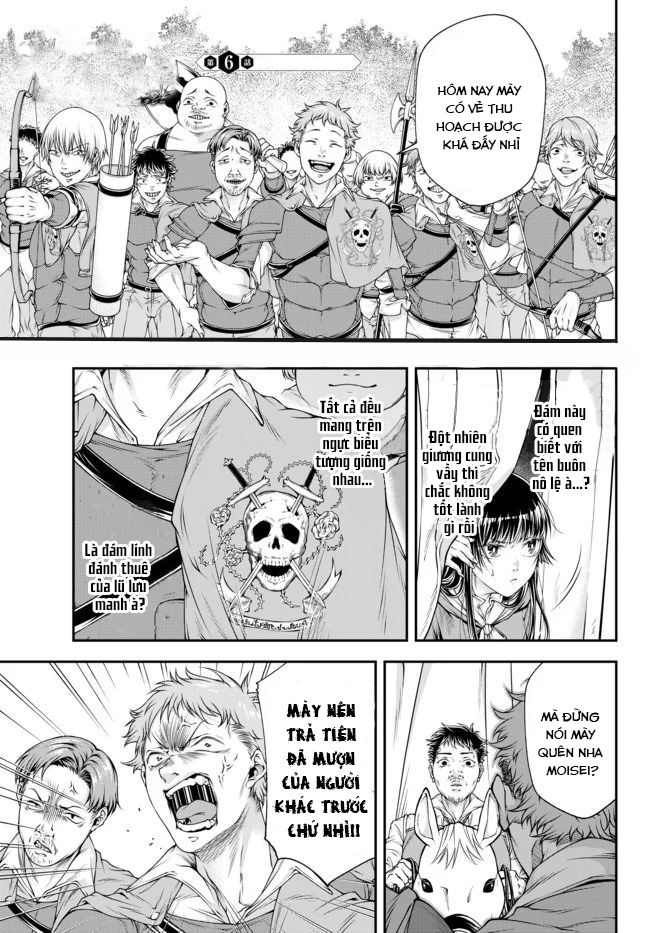 第6話
HÔM NAY MÀY
CÓ VẺ THU
HOẠCH ĐƯỢC
KHÁ ĐẤY NHỈ
Đám này
có quen
biết với
tên buôn
nô lệ à...?
Đột nhiên
giương cung
vầy thì
chắc không
tốt lành
gì rồi
Tất cả đều
mang trên
ngực biểu
tượng giống
nhau...
Là đám lính
đánh thuê
của lũ lưu
manh à?
MÀ ĐỪNG
NÓI MÀY
QUÊN NHA
MOISEI?
MÀY NÊN
TRẢ TIỀN
ĐÃ MƯỢN
CỦA NGƯỜI
KHÁC TRƯỚC
CHỨ NHỈ!!